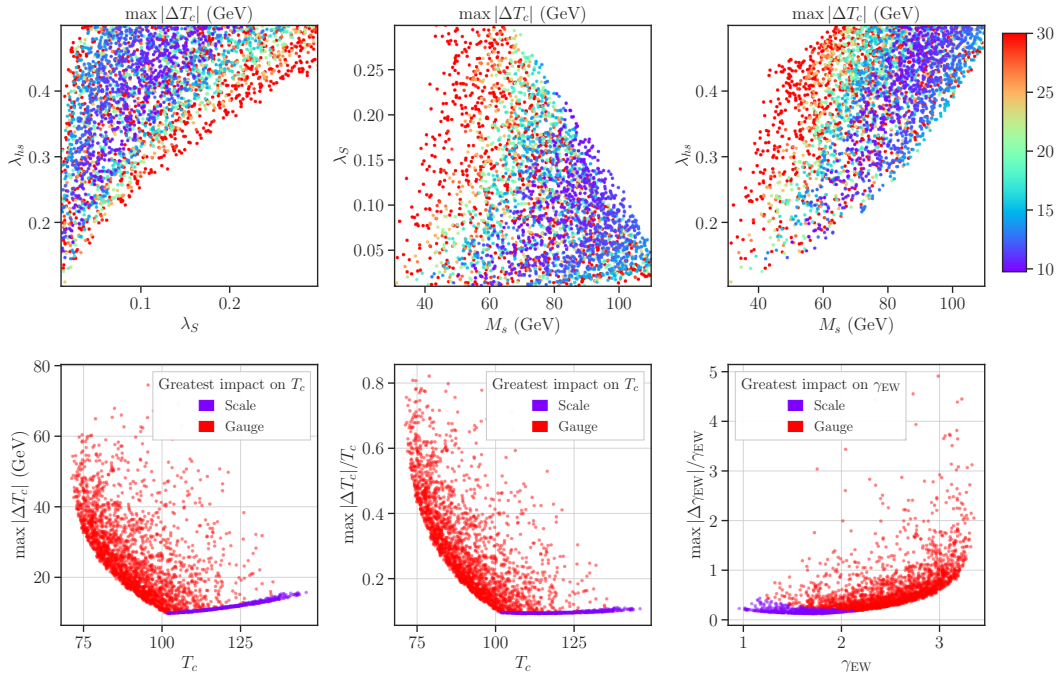 max |ΔT_c| (GeV)
0.4
0.3
0.2
λ_hs
0.1
0.2
λ_S
max |ΔT_c| (GeV)
0.25
0.20
0.15
0.10
0.05
λ_S
40
60
80
100
M_s (GeV)
max |ΔT_c| (GeV)
0.4
0.3
0.2
λ_hs
40
60
80
100
M_s (GeV)
30
25
20
15
10
80
60
40
20
max |ΔT_c| (GeV)
Greatest impact on T_c
Scale
Gauge
75
100
125
T_c
0.8
0.6
0.4
0.2
max |ΔT_c|/T_c
Greatest impact on T_c
Scale
Gauge
75
100
125
T_c
5
4
3
2
1
0
max |Δγ_EW|/γ_EW
Greatest impact on γ_EW
Scale
Gauge
1
2
3
γ_EW